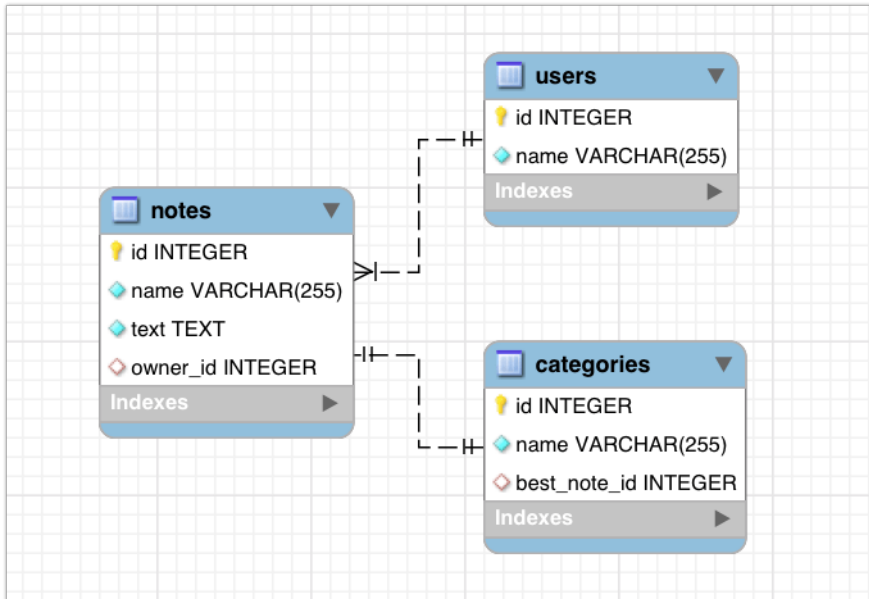 users
id INTEGER
name VARCHAR(255)
Indexes
notes
id INTEGER
name VARCHAR(255)
text TEXT
owner_id INTEGER
Indexes
categories
id INTEGER
name VARCHAR(255)
best_note_id INTEGER
Indexes